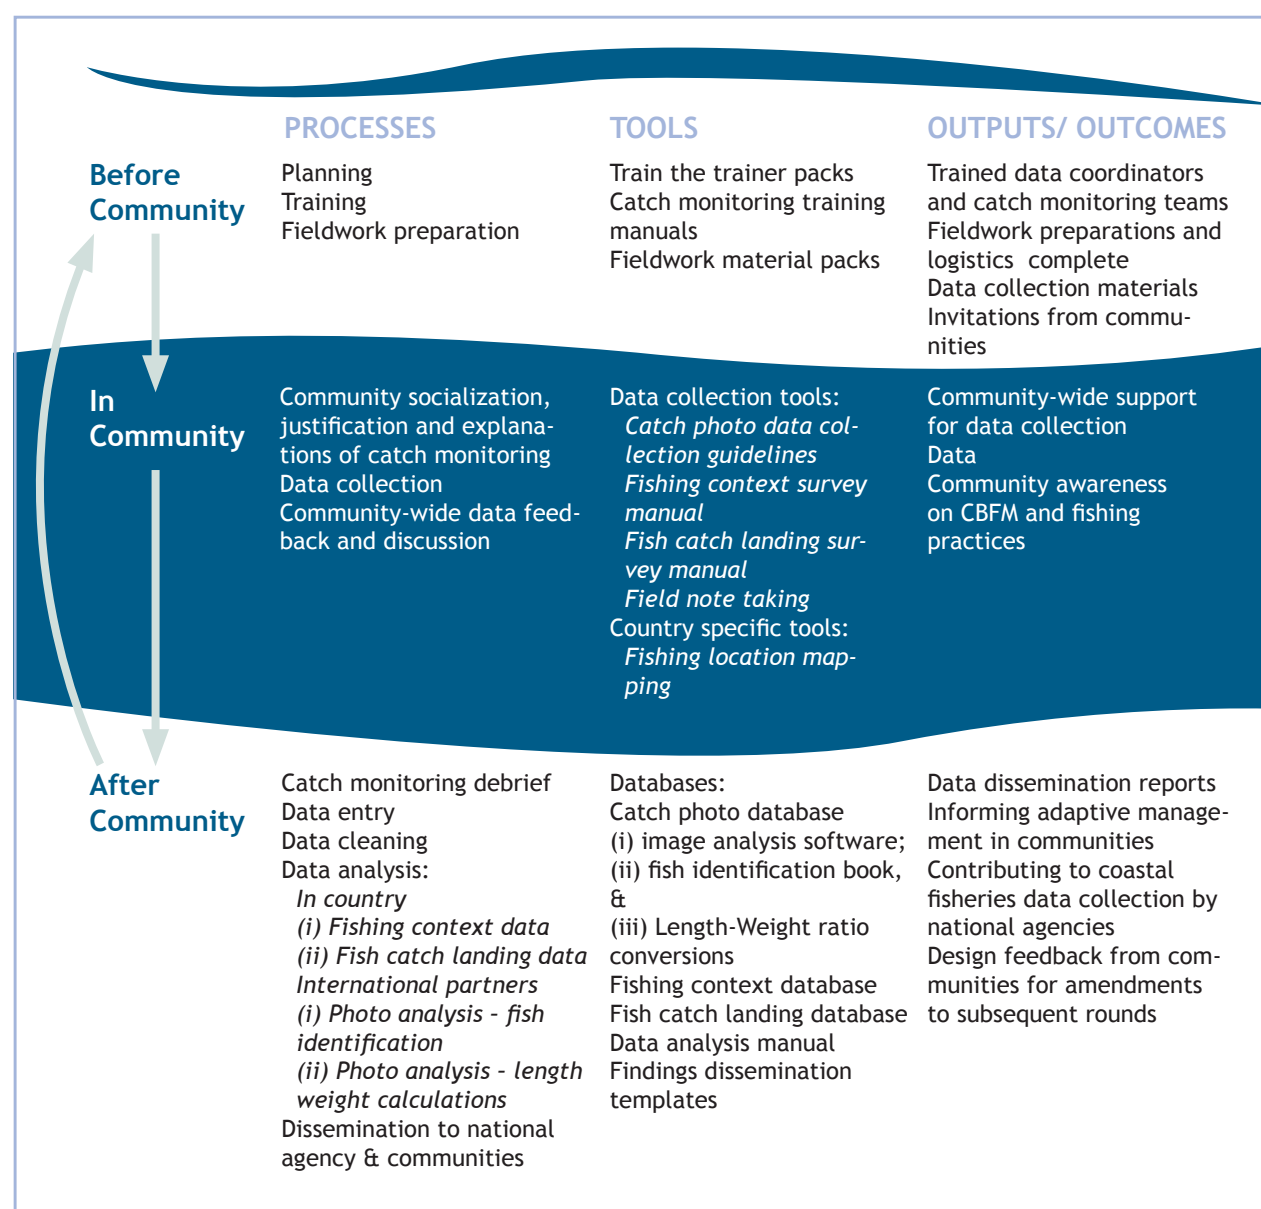 PROCESSES
TOOLS
OUTPUTS/ OUTCOMES
Before
Community
Planning
Training
Fieldwork preparation
Train the trainer packs
Catch monitoring training
manuals
Fieldwork material packs
Trained data coordinators
and catch monitoring teams
Fieldwork preparations and
logistics complete
Data collection materials
Invitations from commu-
nities
In
Community
Community socialization,
justification and explana-
tions of catch monitoring
Data collection
Community-wide data feed-
back and discussion
Data collection tools:
Catch photo data col-
lection guidelines
Fishing context survey
manual
Fish catch landing sur-
vey manual
Field note taking
Country specific tools:
Fishing location map-
ping
Community-wide support
for data collection
Data
Community awareness
on CBFM and fishing
practices
After
Community
Catch monitoring debrief
Data entry
Data cleaning
Data analysis:
In country
(i) Fishing context data
(ii) Fish catch landing data
International partners
(i) Photo analysis – fish
identification
(ii) Photo analysis – length
weight calculations
Dissemination to national
agency & communities
Databases:
Catch photo database
(i) image analysis software;
(ii) fish identification book,
&
(iii) Length-Weight ratio
conversions
Fishing context database
Fish catch landing database
Data analysis manual
Findings dissemination
templates
Data dissemination reports
Informing adaptive manage-
ment in communities
Contributing to coastal
fisheries data collection by
national agencies
Design feedback from com-
munities for amendments
to subsequent rounds